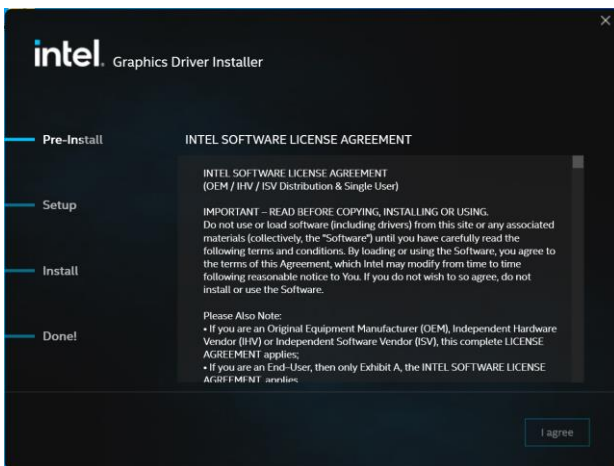 intel. Graphics Driver Installer
Pre-Install
Setup
Install
Done!
INTEL SOFTWARE LICENSE AGREEMENT
INTEL SOFTWARE LICENSE AGREEMENT
(OEM / IHV / ISV Distribution & Single User)
IMPORTANT – READ BEFORE COPYING, INSTALLING OR USING.
Do not use or load software (including drivers) from this site or any associated
materials (collectively, the "Software") until you have carefully read the
following terms and conditions. By loading or using the Software, you agree to
the terms of this Agreement, which Intel may modify from time to time
following reasonable notice to You. If you do not wish to so agree, do not
install or use the Software.
Please Also Note:
• If you are an Original Equipment Manufacturer (OEM), Independent Hardware
Vendor (IHV) or Independent Software Vendor (ISV), this complete LICENSE
AGREEMENT applies;
• If you are an End–User, then only Exhibit A, the INTEL SOFTWARE LICENSE
AGREEMENT, applies.
I agree